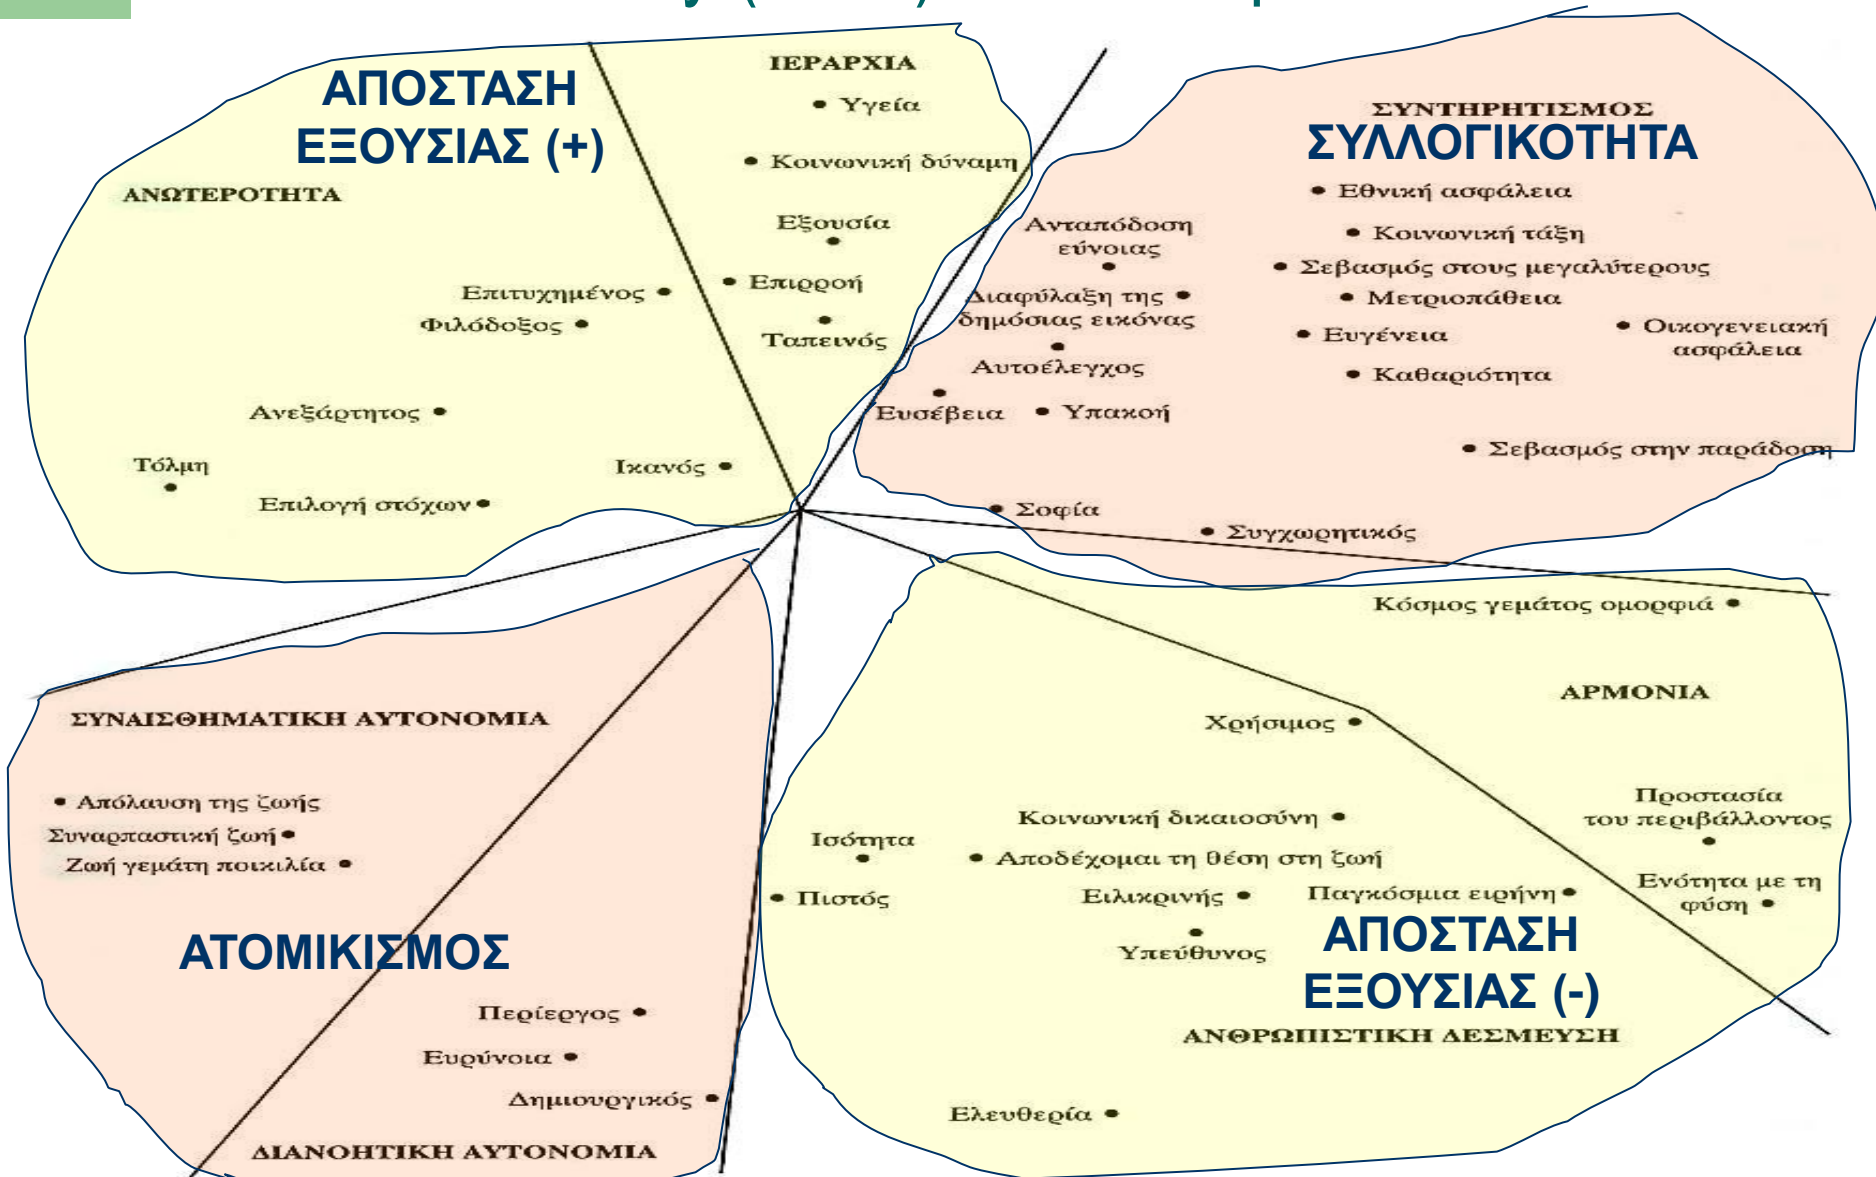 ΙΕΡΑΡΧΙΑ
ΑΠΟΣΤΑΣΗ
ΕΞΟΥΣΙΑΣ (+)
Υγεία
Κοινωνική δύναμη
ΑΝΩΤΕΡΟΤΗΤΑ
Εξουσία
Επιρροή
Επιτυχημένος
Φιλόδοξος
Ταπεινός
Ανεξάρτητος
Τόλμη
Ικανός
Επιλογή στόχων
ΣΥΝΤΗΡΗΤΙΣΜΟΣ
ΣΥΛΛΟΓΙΚΟΤΗΤΑ
Εθνική ασφάλεια
Ανταπόδοση
εύνοιας
Κοινωνική τάξη
Σεβασμός στους μεγαλύτερους
Διαφύλαξη της
δημόσιας εικόνας
Μετριοπάθεια
Ευγένεια
Οικογενειακή
ασφάλεια
Αυτοέλεγχος
Καθαριότητα
Ευσέβεια
Υπακοή
Σεβασμός στην παράδοση
Σοφία
Συγχωρητικός
ΣΥΝΑΙΣΘΗΜΑΤΙΚΗ ΑΥΤΟΝΟΜΙΑ
Απόλαυση της ζωής
Συναρπαστική ζωή
Ζωή γεμάτη ποικιλία
ΑΤΟΜΙΚΙΣΜΟΣ
Περίεργος
Ευρύνοια
Δημιουργικός
ΔΙΑΝΟΗΤΙΚΗ ΑΥΤΟΝΟΜΙΑ
Κόσμος γεμάτος ομορφιά
ΑΡΜΟΝΙΑ
Χρήσιμος
Προστασία
του περιβάλλοντος
Κοινωνική δικαιοσύνη
Ισότητα
Αποδέχομαι τη θέση στη ζωή
Πιστός
Ειλικρινής
Παγκόσμια ειρήνη
Ενότητα με τη
φύση
Υπεύθυνος
ΑΠΟΣΤΑΣΗ
ΕΞΟΥΣΙΑΣ (-)
ΑΝΘΡΩΠΙΣΤΙΚΗ ΔΕΣΜΕΥΣΗ
Ελευθερία